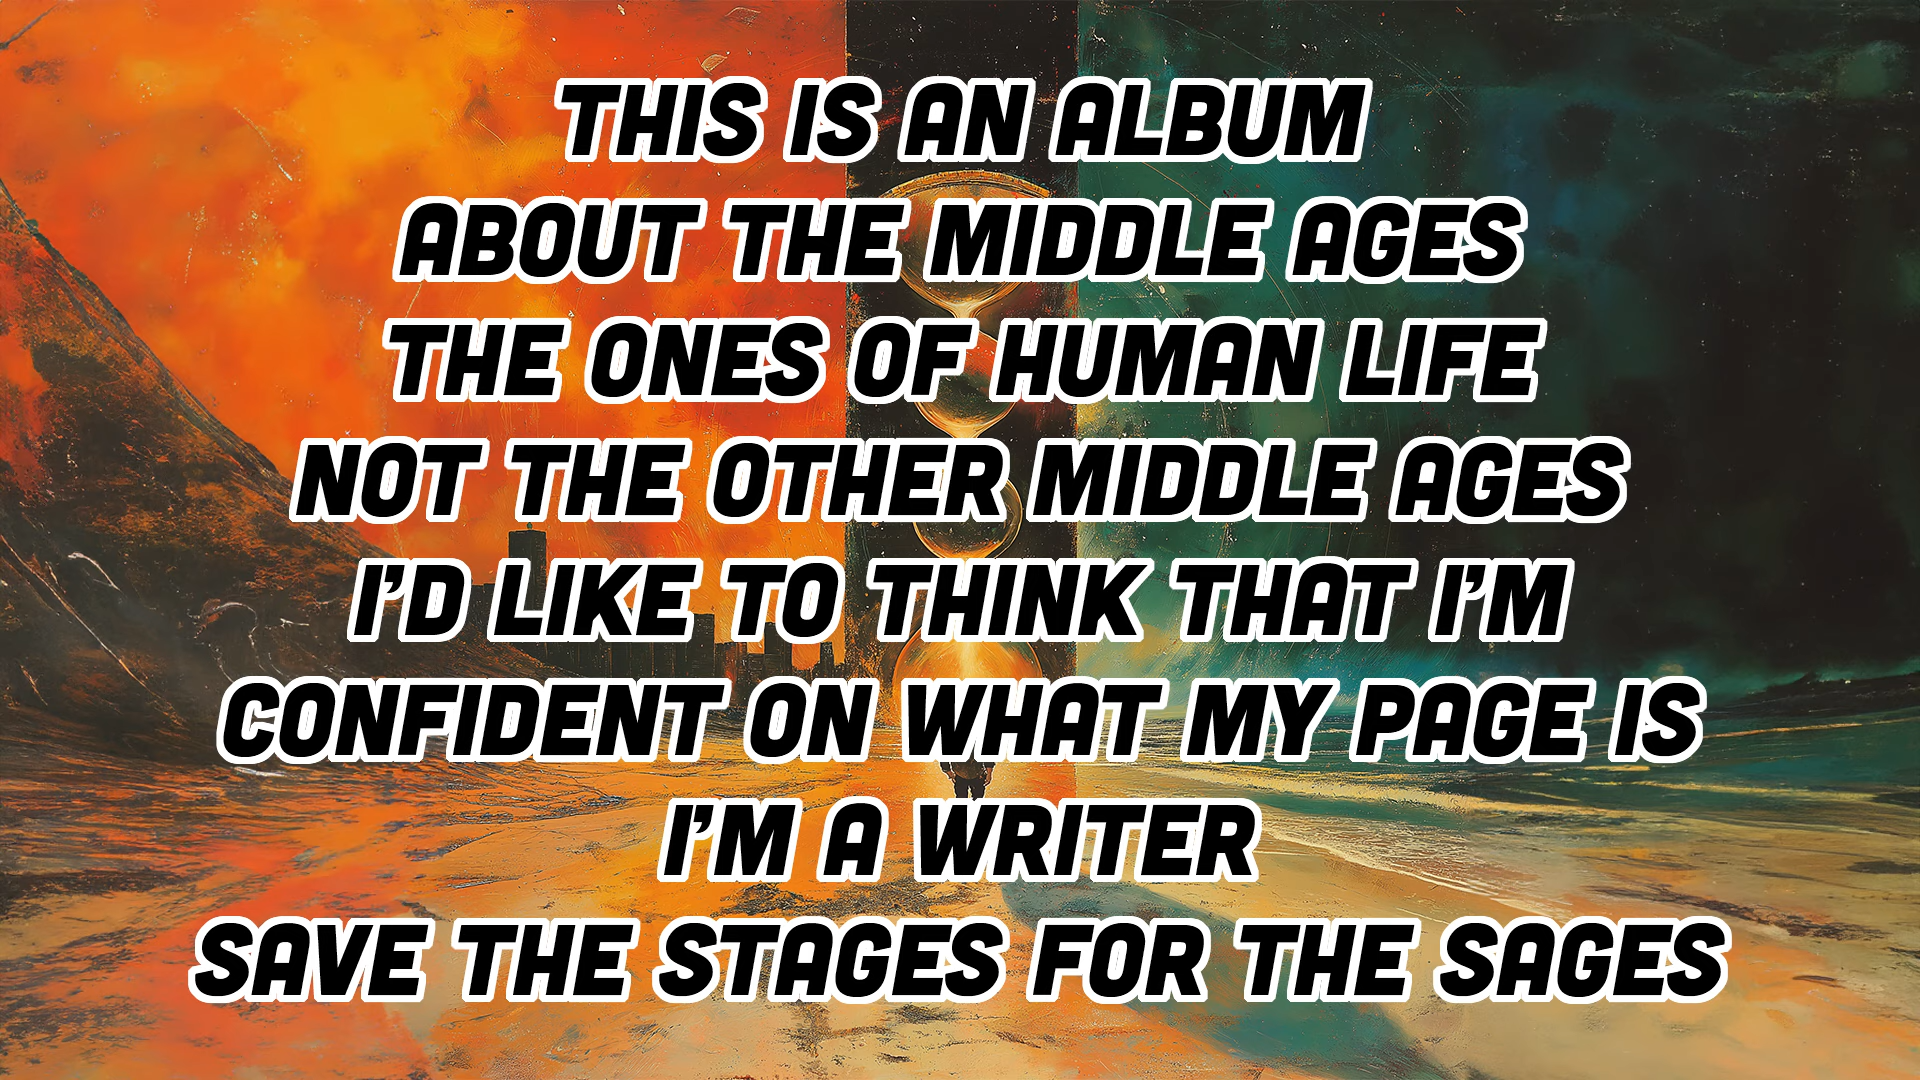 THIS IS AN ALBUM
ABOUT THE MIDDLE AGES
THE ONES OF HUMAN LIFE
NOT THE OTHER MIDDLE AGES
I'D LIKE TO THINK THAT I'M
CONFIDENT ON WHAT MY PAGE IS
I'M A WRITER
SAVE THE STAGES FOR THE SAGES